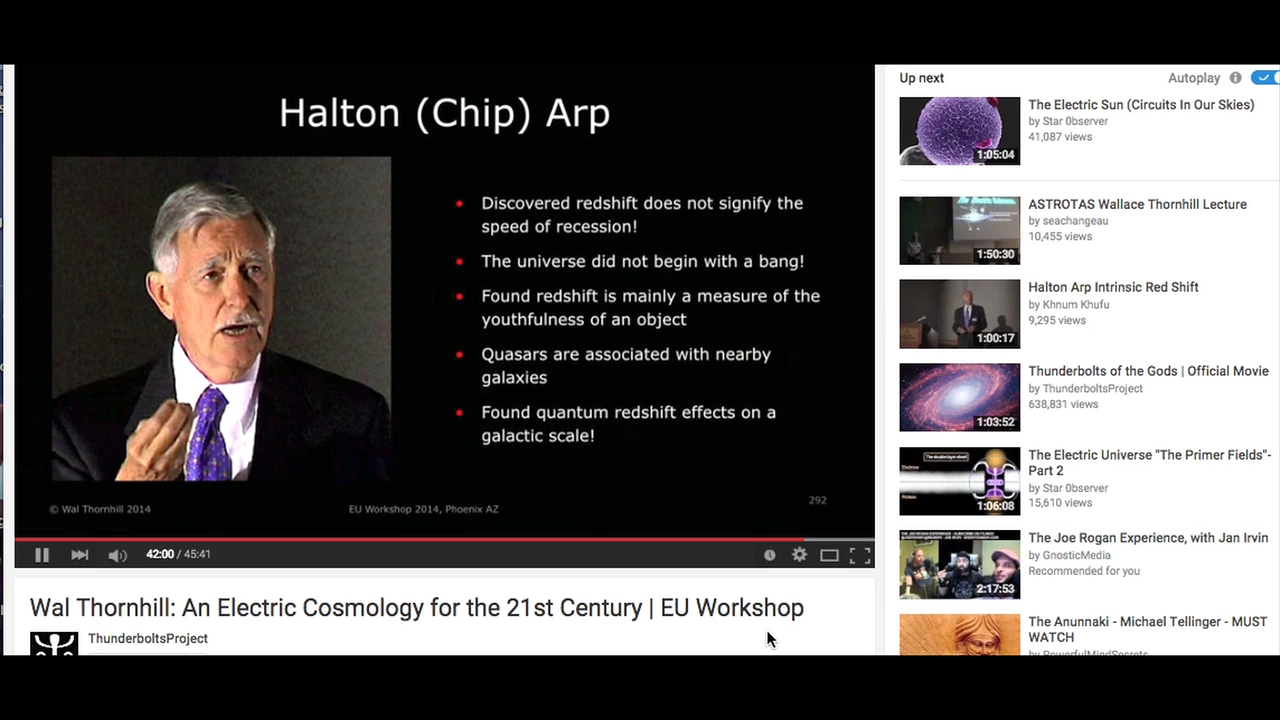 Halton (Chip) Arp
Discovered redshift does not signify the
speed of recession!
The universe did not begin with a bang!
Found redshift is mainly a measure of the
youthfulness of an object
Quasars are associated with nearby
galaxies
Found quantum redshift effects on a
galactic scale!
© Wal Thornhill 2014
EU Workshop 2014, Phoenix AZ
292
42:00 / 45:41
Wal Thornhill: An Electric Cosmology for the 21st Century | EU Workshop
ThunderboltsProject
Up next
Autoplay
1:05:04
The Electric Sun (Circuits In Our Skies)
by Star 0bserver
41,087 views
1:50:30
ASTROTAS Wallace Thornhill Lecture
by seachangeau
10,455 views
1:00:17
Halton Arp Intrinsic Red Shift
by Khnum Khufu
9,295 views
1:03:52
Thunderbolts of the Gods | Official Movie
by ThunderboltsProject
638,831 views
1:06:08
The Electric Universe "The Primer Fields"-
Part 2
by Star 0bserver
15,610 views
2:17:53
The Joe Rogan Experience, with Jan Irvin
by GnosticMedia
Recommended for you
The Anunnaki - Michael Tellinger - MUST
WATCH
by PowerfulMindSecrets